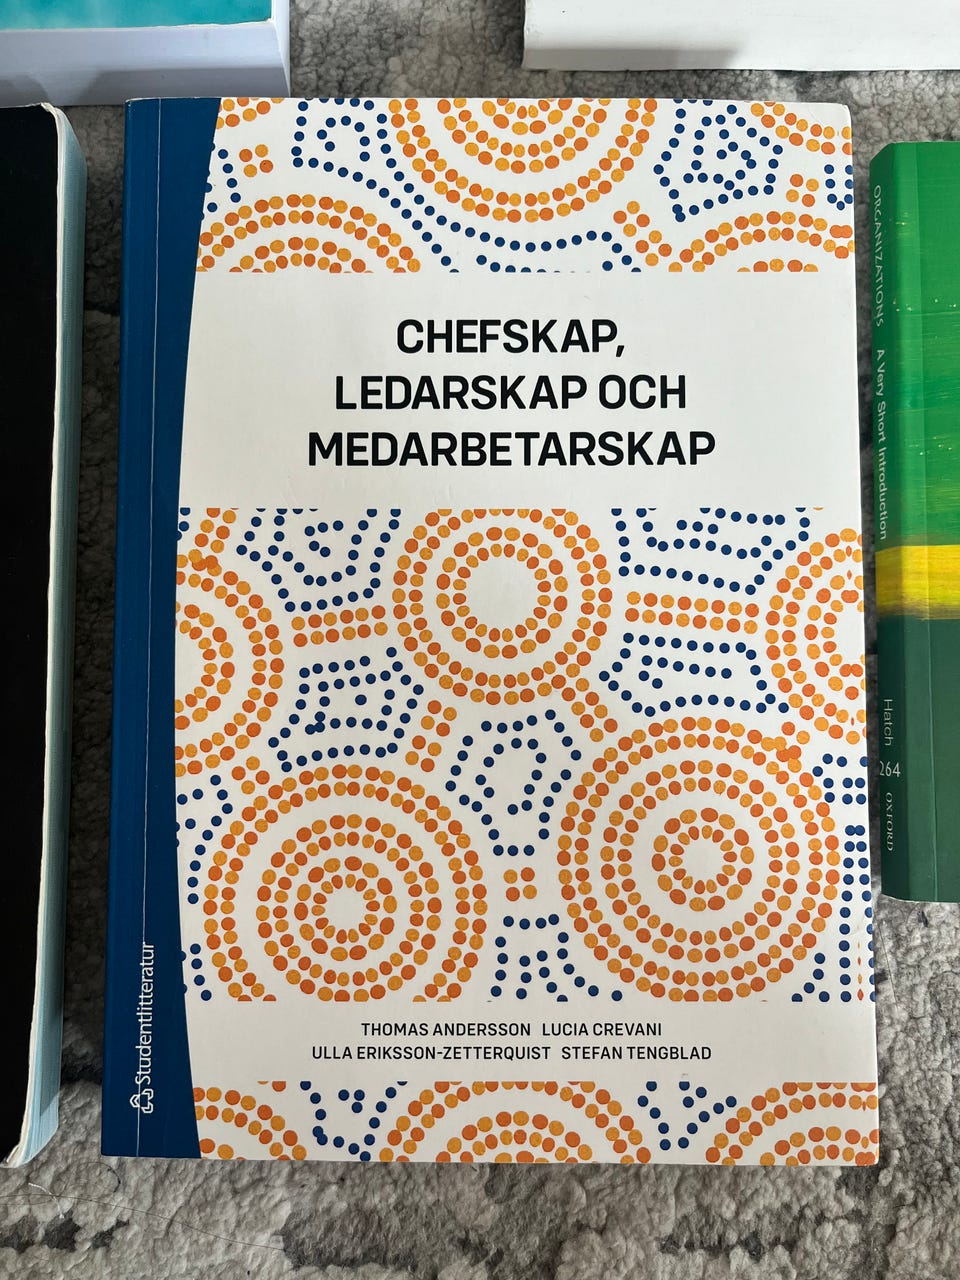 CHEFSKAP,
LEDARSKAP OCH
MEDARBETARSKAP
THOMAS ANDERSSON LUCIA CREVANI
ULLA ERIKSSON-ZETTERQUIST STEFAN TENGBLAD
Studentlitteratur
ORGANIZATIONS A Very Short Introduction
Hatch
264
OXFORD